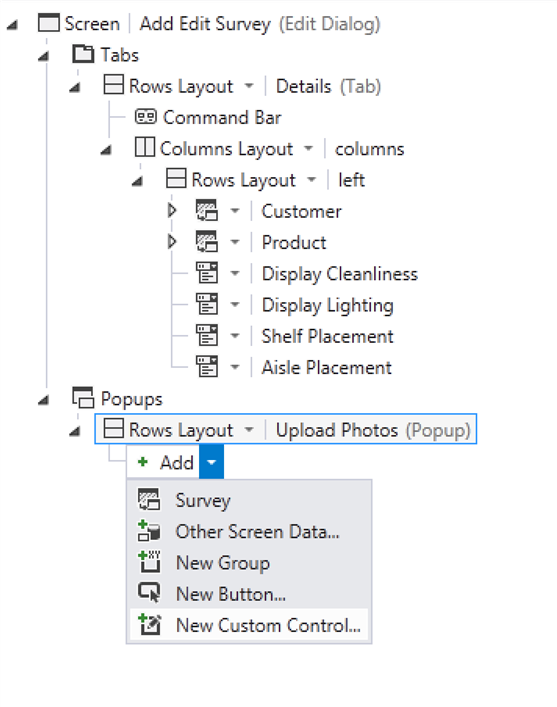 Screen | Add Edit Survey (Edit Dialog)
Tabs
Rows Layout | Details (Tab)
Command Bar
Columns Layout | columns
Rows Layout | left
Customer
Product
Display Cleanliness
Display Lighting
Shelf Placement
Aisle Placement
Popups
Rows Layout | Upload Photos (Popup)
+ Add
Survey
Other Screen Data...
New Group
New Button...
New Custom Control...